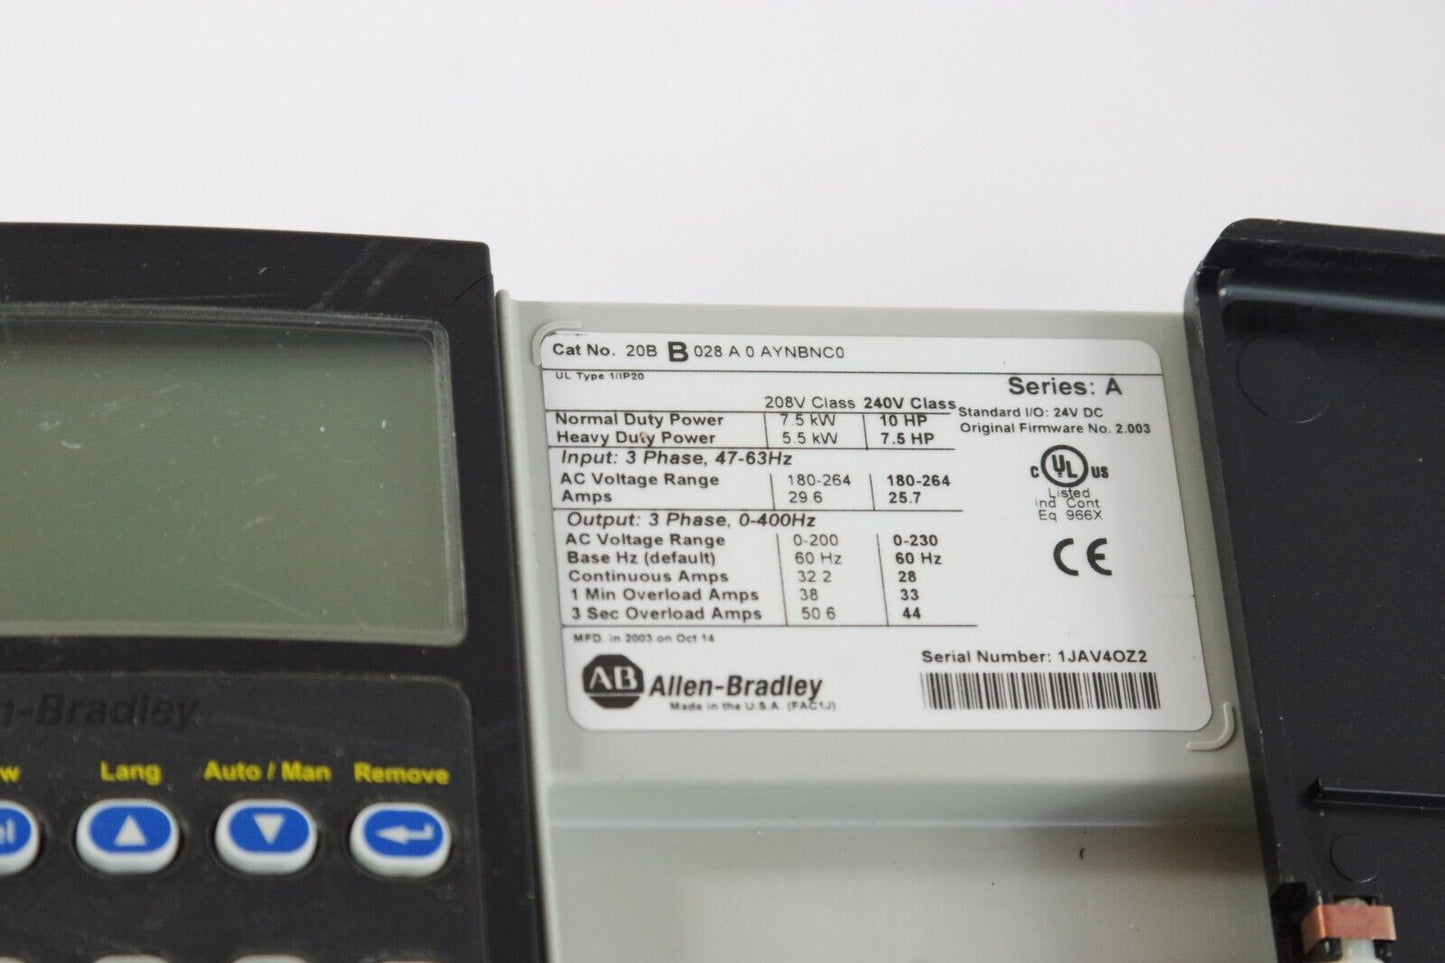 Cat No. 20B B 028 A 0 AYNBNC0
UL Type 1/IP20
Series: A
208V Class 240V Class
Standard I/O: 24V DC
Original Firmware No. 2.003
Normal Duty Power 7.5 kW 10 HP
Heavy Duty Power 5.5 kW 7.5 HP
Input: 3 Phase, 47-63Hz
AC Voltage Range 180-264 180-264
Amps 29.6 25.7
C UL US
Listed
Ind Cont
Eq 966X
Output: 3 Phase, 0-400Hz
AC Voltage Range 0-200 0-230
Base Hz (default) 60 Hz 60 Hz
Continuous Amps 32.2 28
1 Min Overload Amps 38 33
3 Sec Overload Amps 50.6 44
CE
MFD. in 2003 on Oct 14
AB Allen-Bradley
Made in the U.S.A. (FAC1J)
Serial Number: 1JAV4OZ2
n-Bradley
w Lang Auto / Man Remove
el